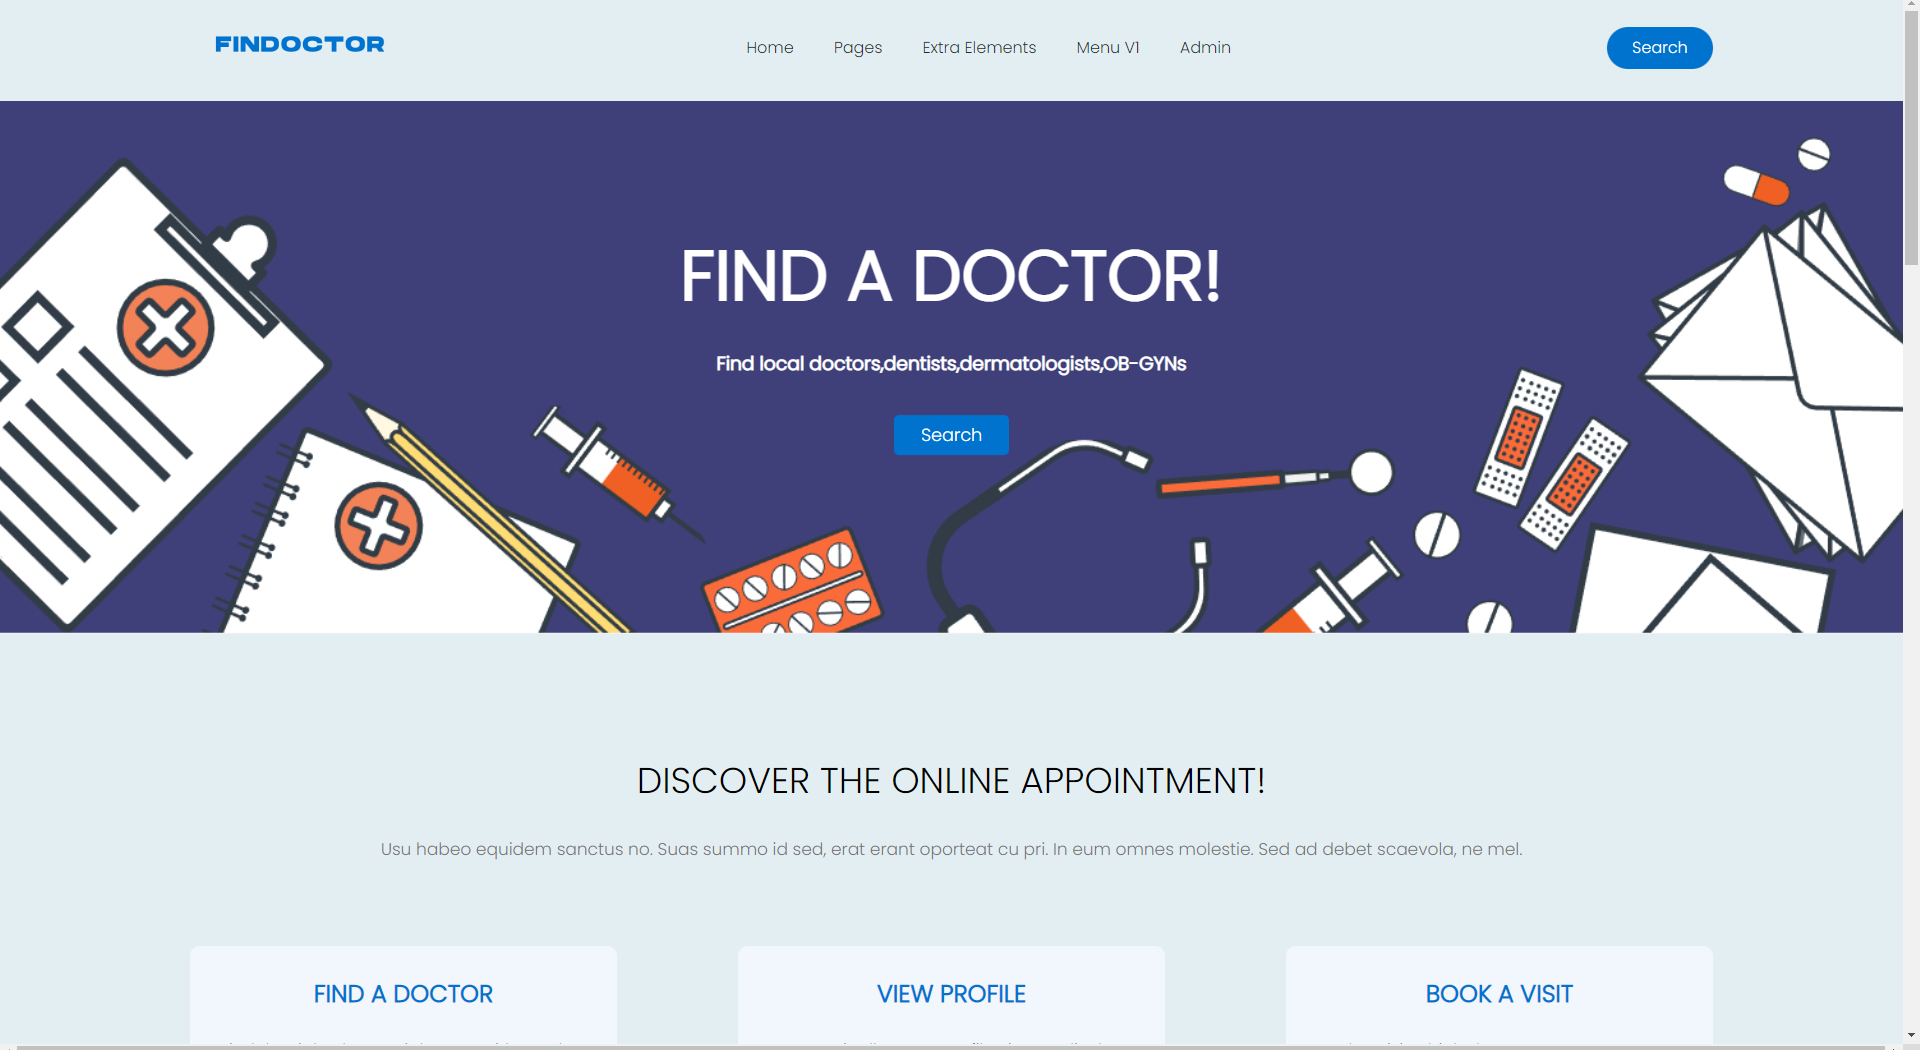 FINDOCTOR
Home Pages Extra Elements Menu V1 Admin
Search
FIND A DOCTOR!
Find local doctors,dentists,dermatologists,OB-GYNs
Search
DISCOVER THE ONLINE APPOINTMENT!
Usu habeo equidem sanctus no. Suas summo id sed, erat erant oporteat cu pri. In eum omnes molestie. Sed ad debet scaevola, ne mel.
FIND A DOCTOR
VIEW PROFILE
BOOK A VISIT